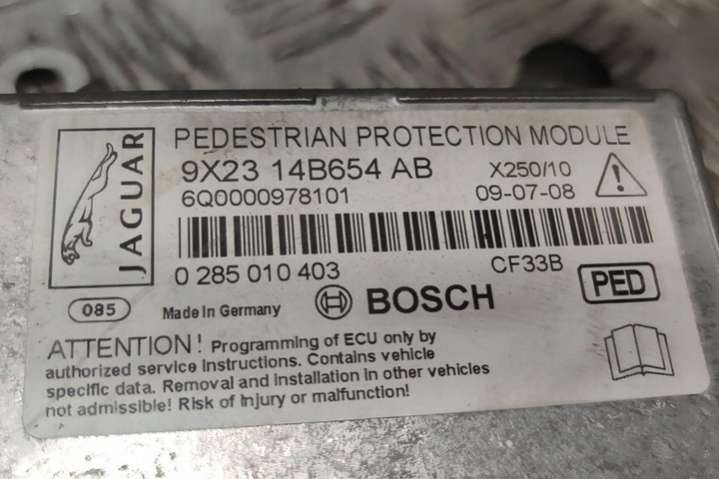 JAGUAR
PEDESTRIAN PROTECTION MODULE
9X23 14B654 AB
X250/10
6Q0000978101
09-07-08
0 285 010 403
CF33B
085
Made in Germany
BOSCH
PED
ATTENTION! Programming of ECU only by
authorized service instructions. Contains vehicle
specific data. Removal and installation in other vehicles
not admissible! Risk of injury or malfunction!